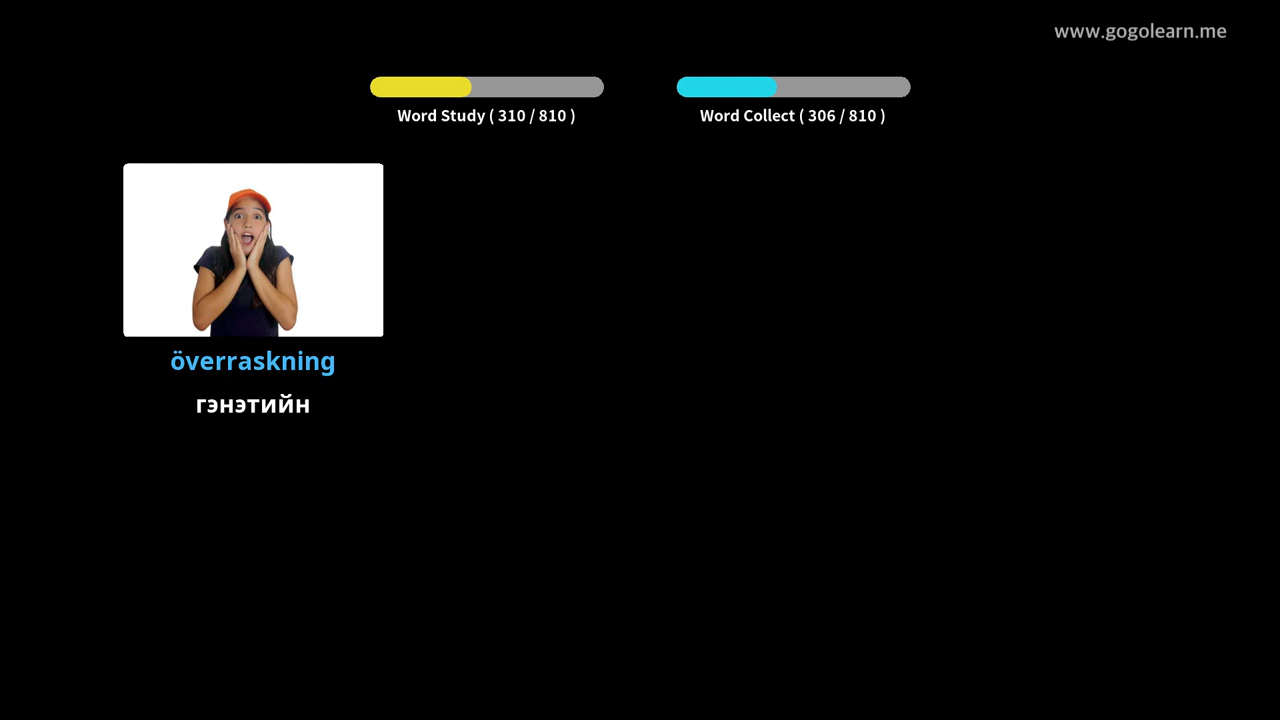 www.gogolearn.me
Word Study ( 310 / 810 )
Word Collect ( 306 / 810 )
överraskning
гэнэтийн